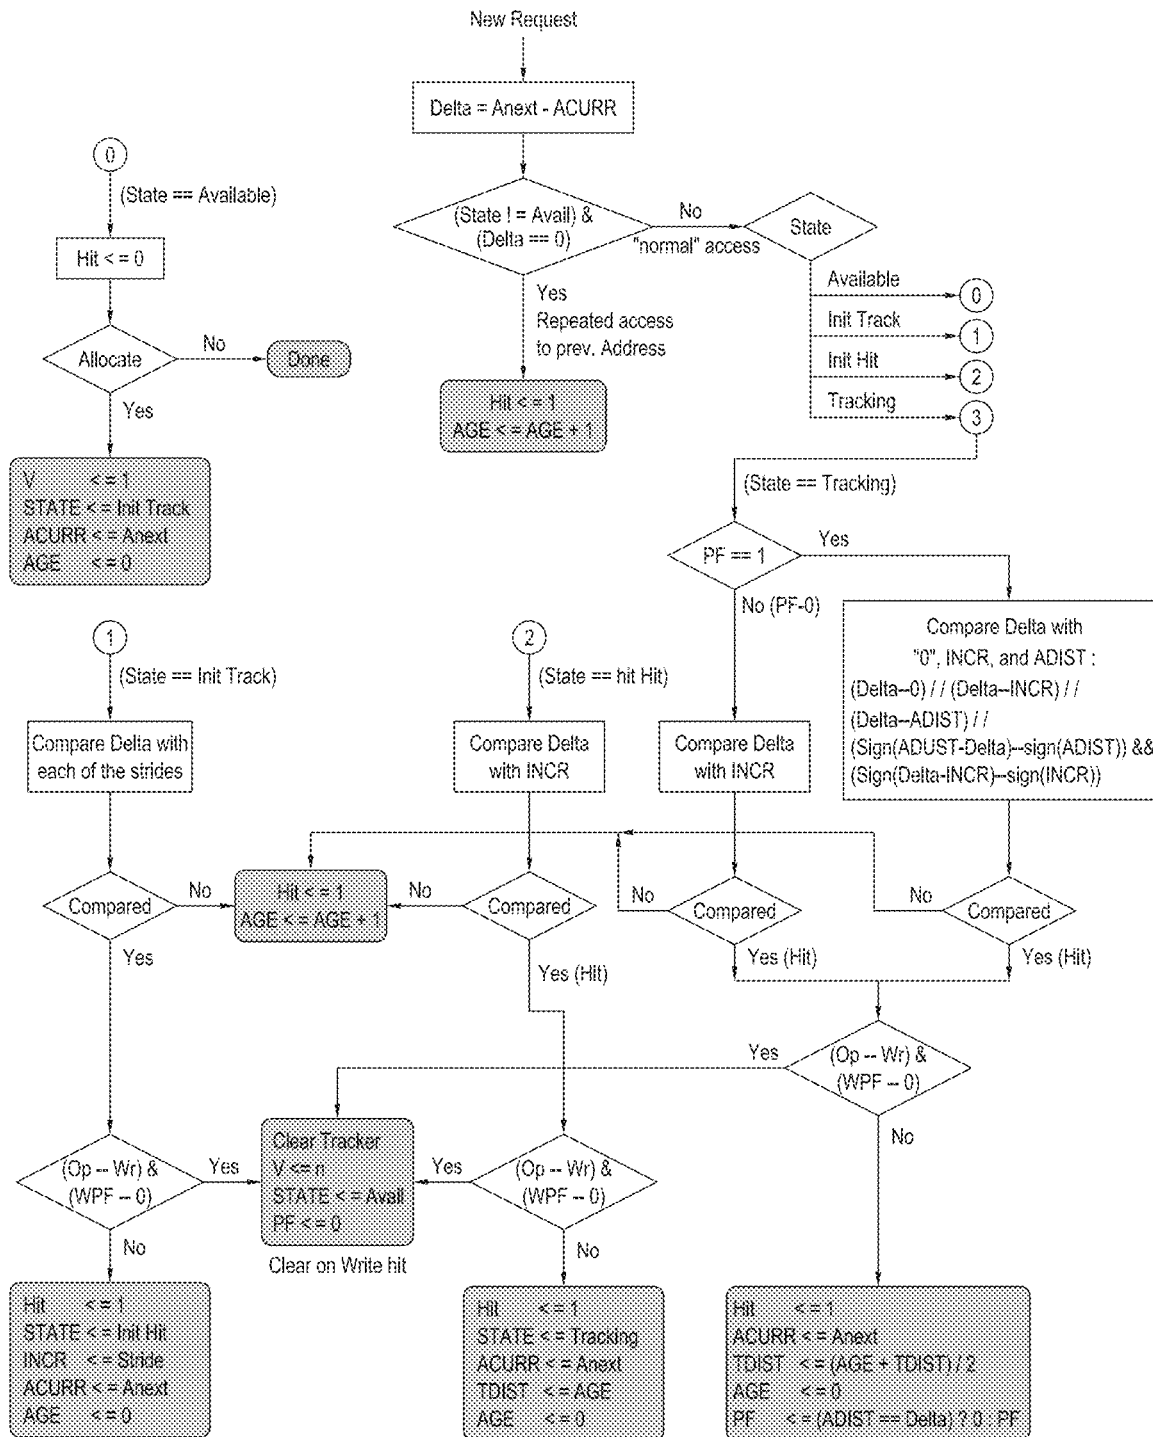 New Request
Delta = Anext - ACURR
(State ! = Avail) &
(Delta == 0)
No
"normal" access
State
Yes
Repeated access
to prev. Address
Hit < = 1
AGE < = AGE + 1
Available
0
Init Track
1
Init Hit
2
Tracking
3
0
(State == Available)
Hit < = 0
Allocate
No
Done
Yes
V < = 1
STATE < = Init Track
ACURR < = Anext
AGE < = 0
(State == Tracking)
PF == 1
Yes
No (PF-0)
Compare Delta with
"0", INCR, and ADIST :
(Delta--0) / / (Delta--INCR) / /
(Delta--ADIST) / /
(Sign(ADUST-Delta)--sign(ADIST)) &&
(Sign(Delta-INCR)--sign(INCR))
1
(State == Init Track)
Compare Delta with
each of the strides
2
(State == hit Hit)
Compare Delta
with INCR
Compare Delta
with INCR
Compared
No
Hit < = 1
AGE < = AGE + 1
No
Compared
No
Compared
No
Compared
Yes
Yes (Hit)
Yes (Hit)
Yes (Hit)
Yes
(Op -- Wr) &
(WPF -- 0)
No
(Op -- Wr) &
(WPF -- 0)
Yes
Clear Tracker
V < = n
STATE < = Avail
PF < = 0
Clear on Write hit
Yes
(Op -- Wr) &
(WPF -- 0)
No
No
Hit < = 1
STATE < = Init Hit
INCR < = Stride
ACURR < = Anext
AGE < = 0
Hit < = 1
STATE < = Tracking
ACURR < = Anext
TDIST < = AGE
AGE < = 0
Hit < = 1
ACURR < = Anext
TDIST < = (AGE + TDIST) / 2
AGE < = 0
PF < = (ADIST == Delta) ? 0 : PF